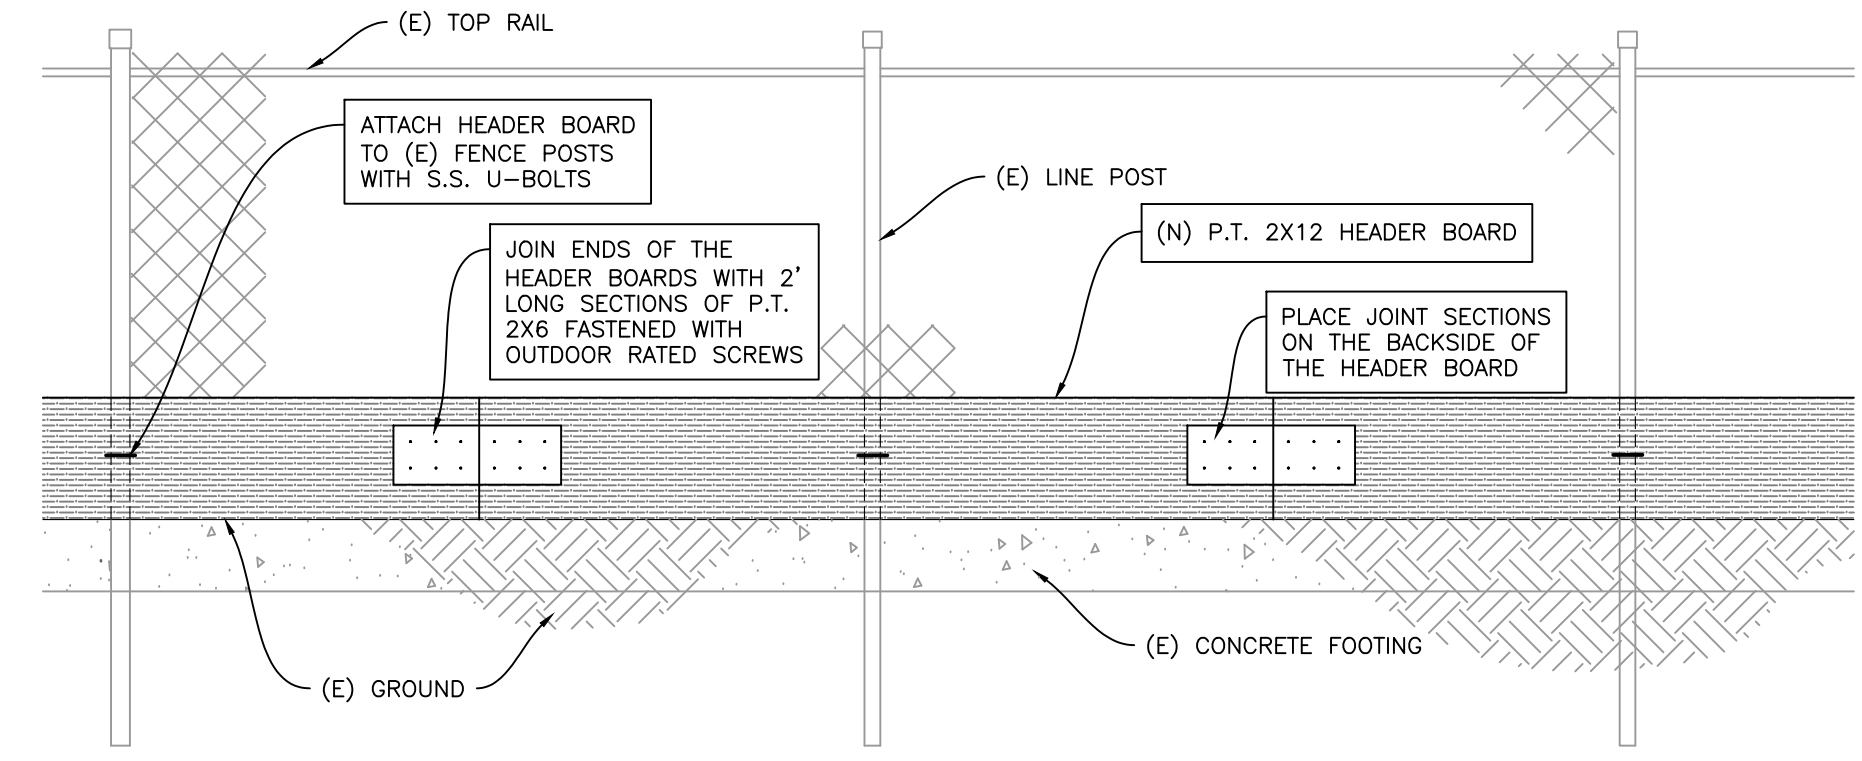 (E) TOP RAIL
ATTACH HEADER BOARD
TO (E) FENCE POSTS
WITH S.S. U-BOLTS
(E) LINE POST
(N) P.T. 2X12 HEADER BOARD
JOIN ENDS OF THE
HEADER BOARDS WITH 2'
LONG SECTIONS OF P.T.
2X6 FASTENED WITH
OUTDOOR RATED SCREWS
PLACE JOINT SECTIONS
ON THE BACKSIDE OF
THE HEADER BOARD
(E) CONCRETE FOOTING
(E) GROUND